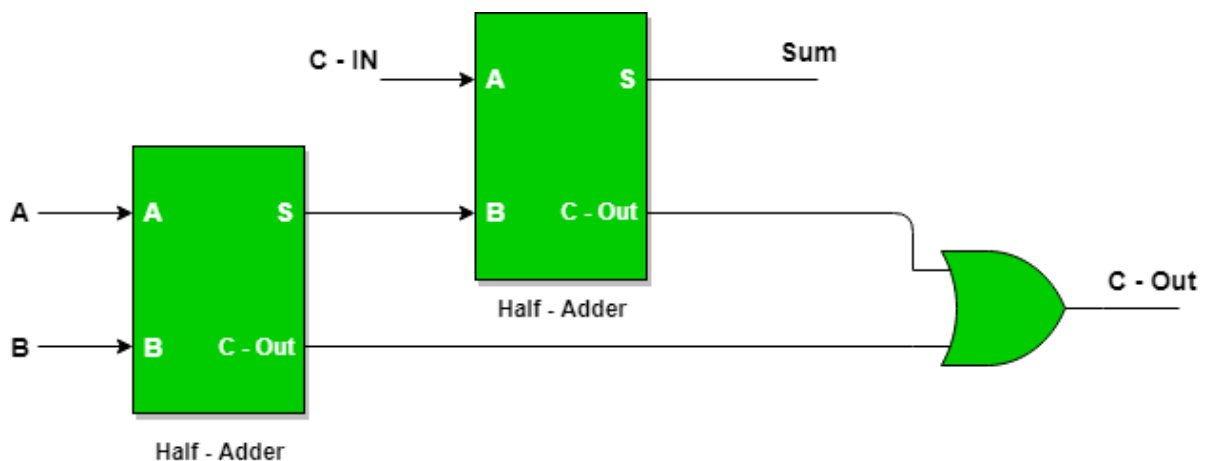 C - IN
Sum
A
S
A
A
S
B
C - Out
C - Out
Half - Adder
B
B
C - Out
Half - Adder